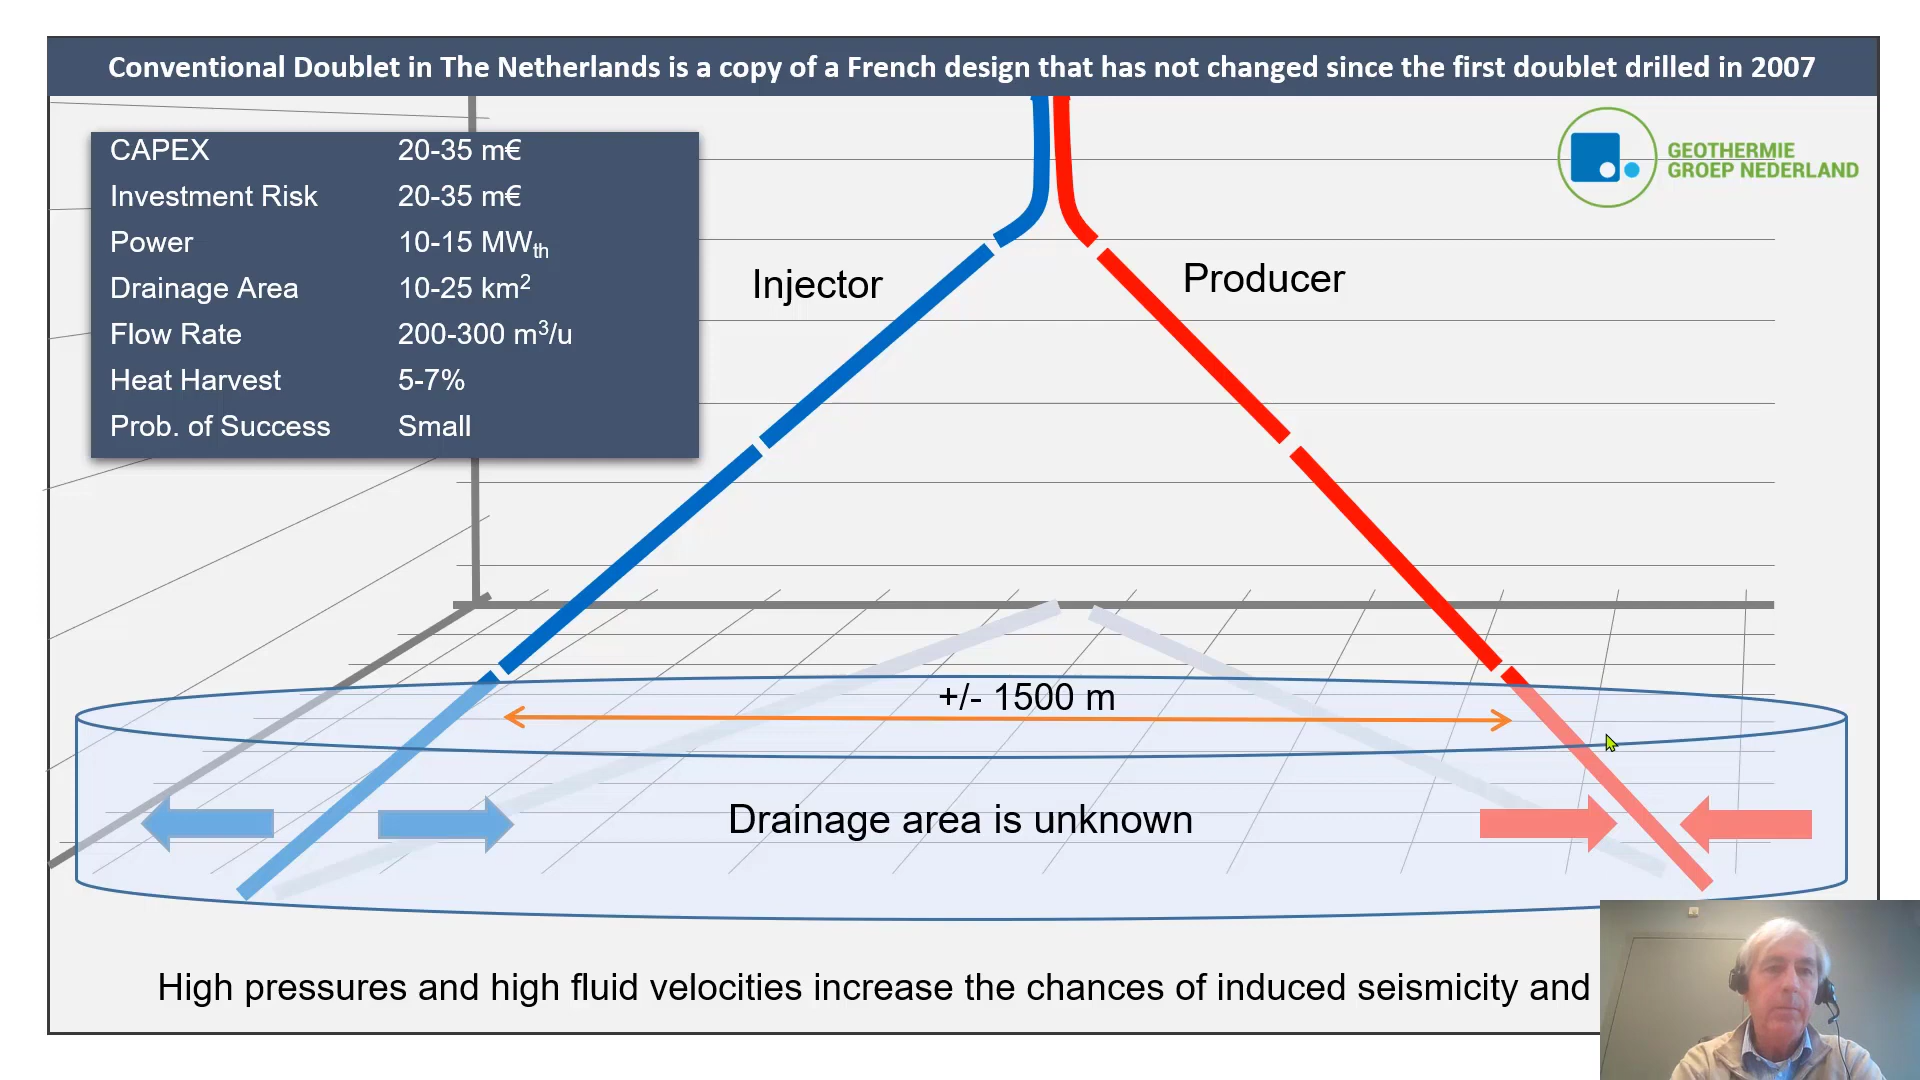 Conventional Doublet in The Netherlands is a copy of a French design that has not changed since the first doublet drilled in 2007
GEOTHERMIE
GROEP NEDERLAND
CAPEX 20-35 m€
Investment Risk 20-35 m€
Power 10-15 MWth
Drainage Area 10-25 km²
Flow Rate 200-300 m³/u
Heat Harvest 5-7%
Prob. of Success Small
Injector
Producer
+/- 1500 m
Drainage area is unknown
High pressures and high fluid velocities increase the chances of induced seismicity and